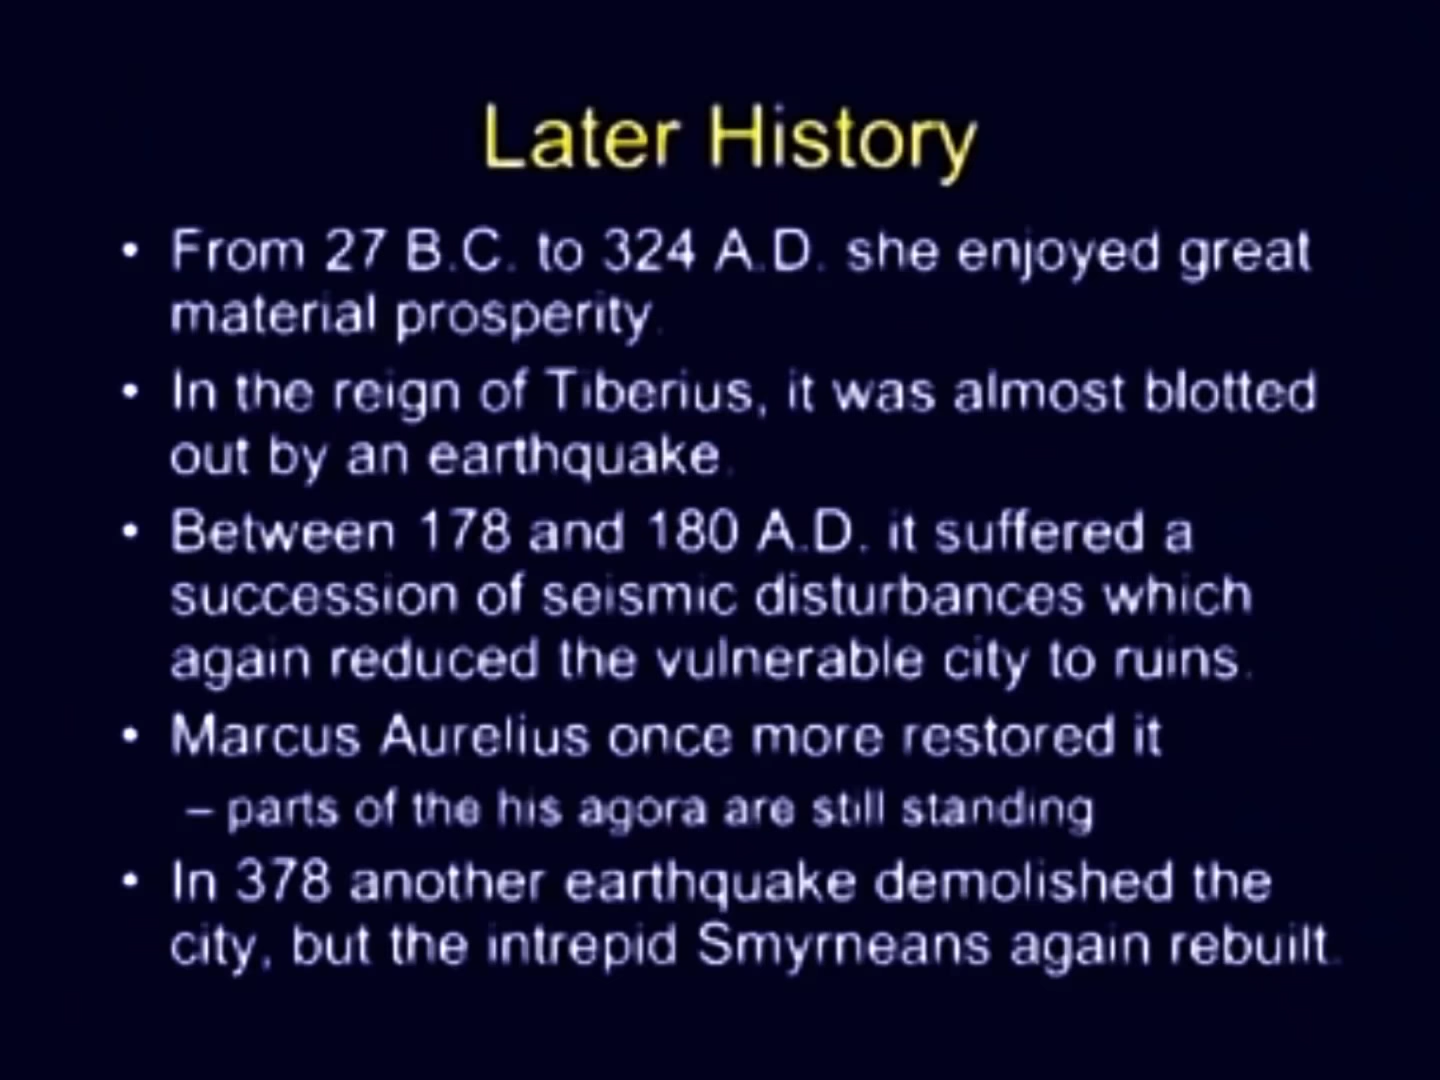 Later History
• From 27 B.C. to 324 A.D. she enjoyed great
material prosperity.
• In the reign of Tiberius, it was almost blotted
out by an earthquake.
• Between 178 and 180 A.D. it suffered a
succession of seismic disturbances which
again reduced the vulnerable city to ruins.
• Marcus Aurelius once more restored it
– parts of the his agora are still standing
• In 378 another earthquake demolished the
city, but the intrepid Smyrneans again rebuilt.